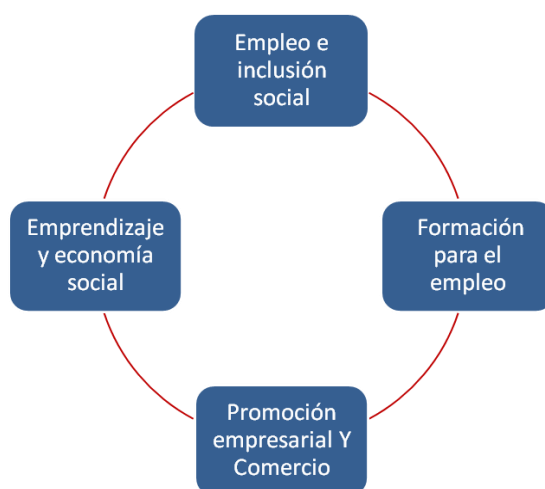 Empleo e
inclusión
social
Emprendizaje
y economía
social
Formación
para el
empleo
Promoción
empresarial Y
Comercio